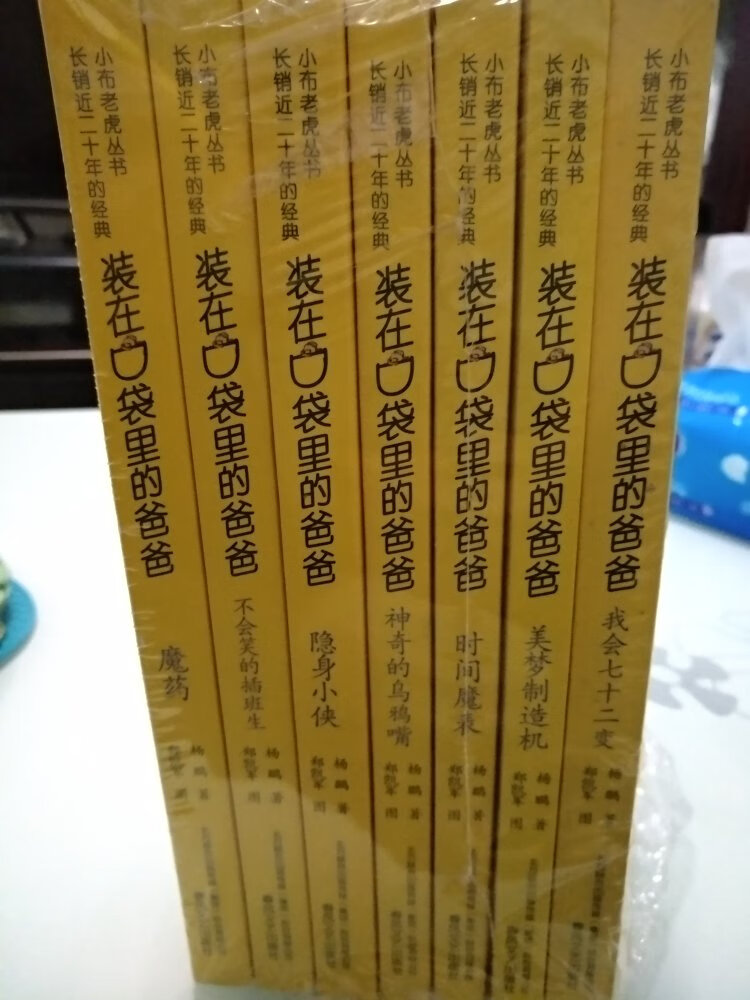 小布老虎丛书
长销近二十年的经典
装在口袋里的爸爸
魔药
杨鹏 著
郑凯军 图
小布老虎丛书
长销近二十年的经典
装在口袋里的爸爸
不会笑的插班生
杨鹏 著
郑凯军 图
小布老虎丛书
长销近二十年的经典
装在口袋里的爸爸
隐身小侠
杨鹏 著
郑凯军 图
小布老虎丛书
长销近二十年的经典
装在口袋里的爸爸
神奇的乌鸦嘴
杨鹏 著
郑凯军 图
小布老虎丛书
长销近二十年的经典
装在口袋里的爸爸
时间魔表
杨鹏 著
郑凯军 图
小布老虎丛书
长销近二十年的经典
装在口袋里的爸爸
美梦制造机
杨鹏 著
郑凯军 图
小布老虎丛书
长销近二十年的经典
装在口袋里的爸爸
我会七十二变
杨鹏 著
郑凯军 图